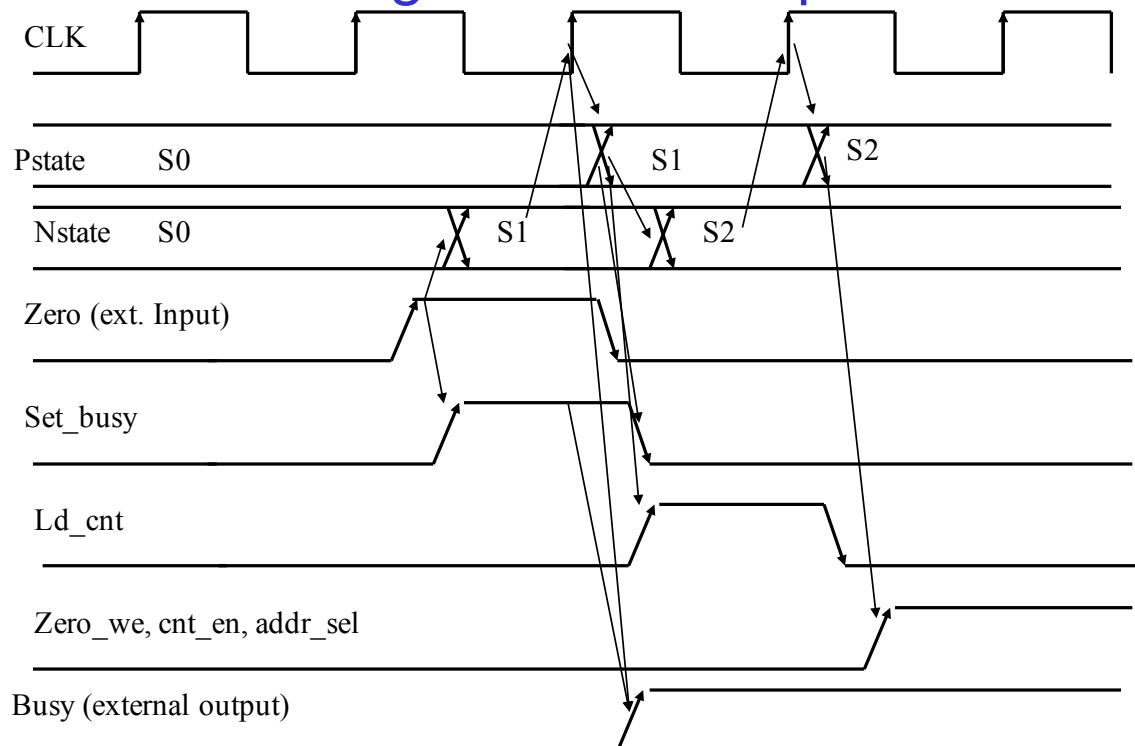 CLK
Pstate S0 S1 S2
Nstate S0 S1 S2
Zero (ext. Input)
Set_busy
Ld_cnt
Zero_we, cnt_en, addr_sel
Busy (external output)